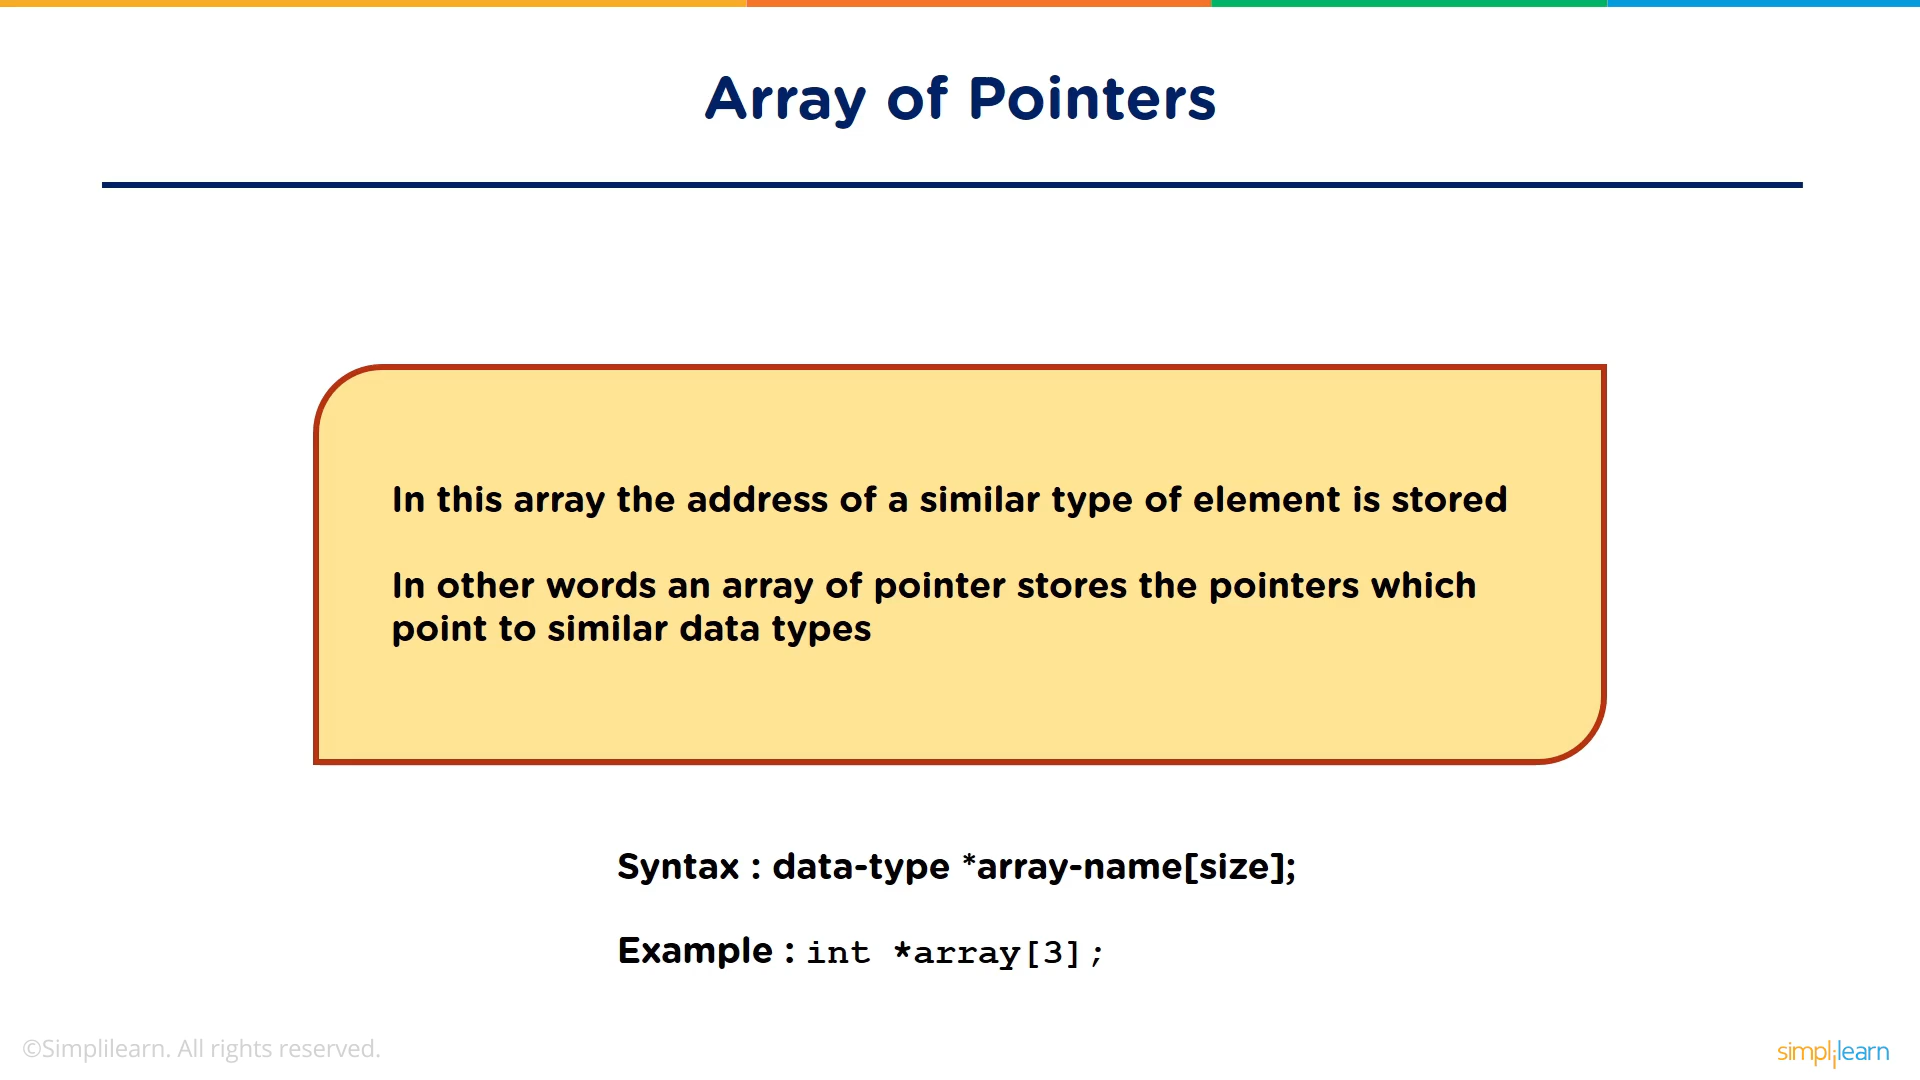 Array of Pointers
In this array the address of a similar type of element is stored
In other words an array of pointer stores the pointers which
point to similar data types
Syntax : data-type *array-name[size];
Example : int *array[3];
©Simplilearn. All rights reserved.
simplilearn